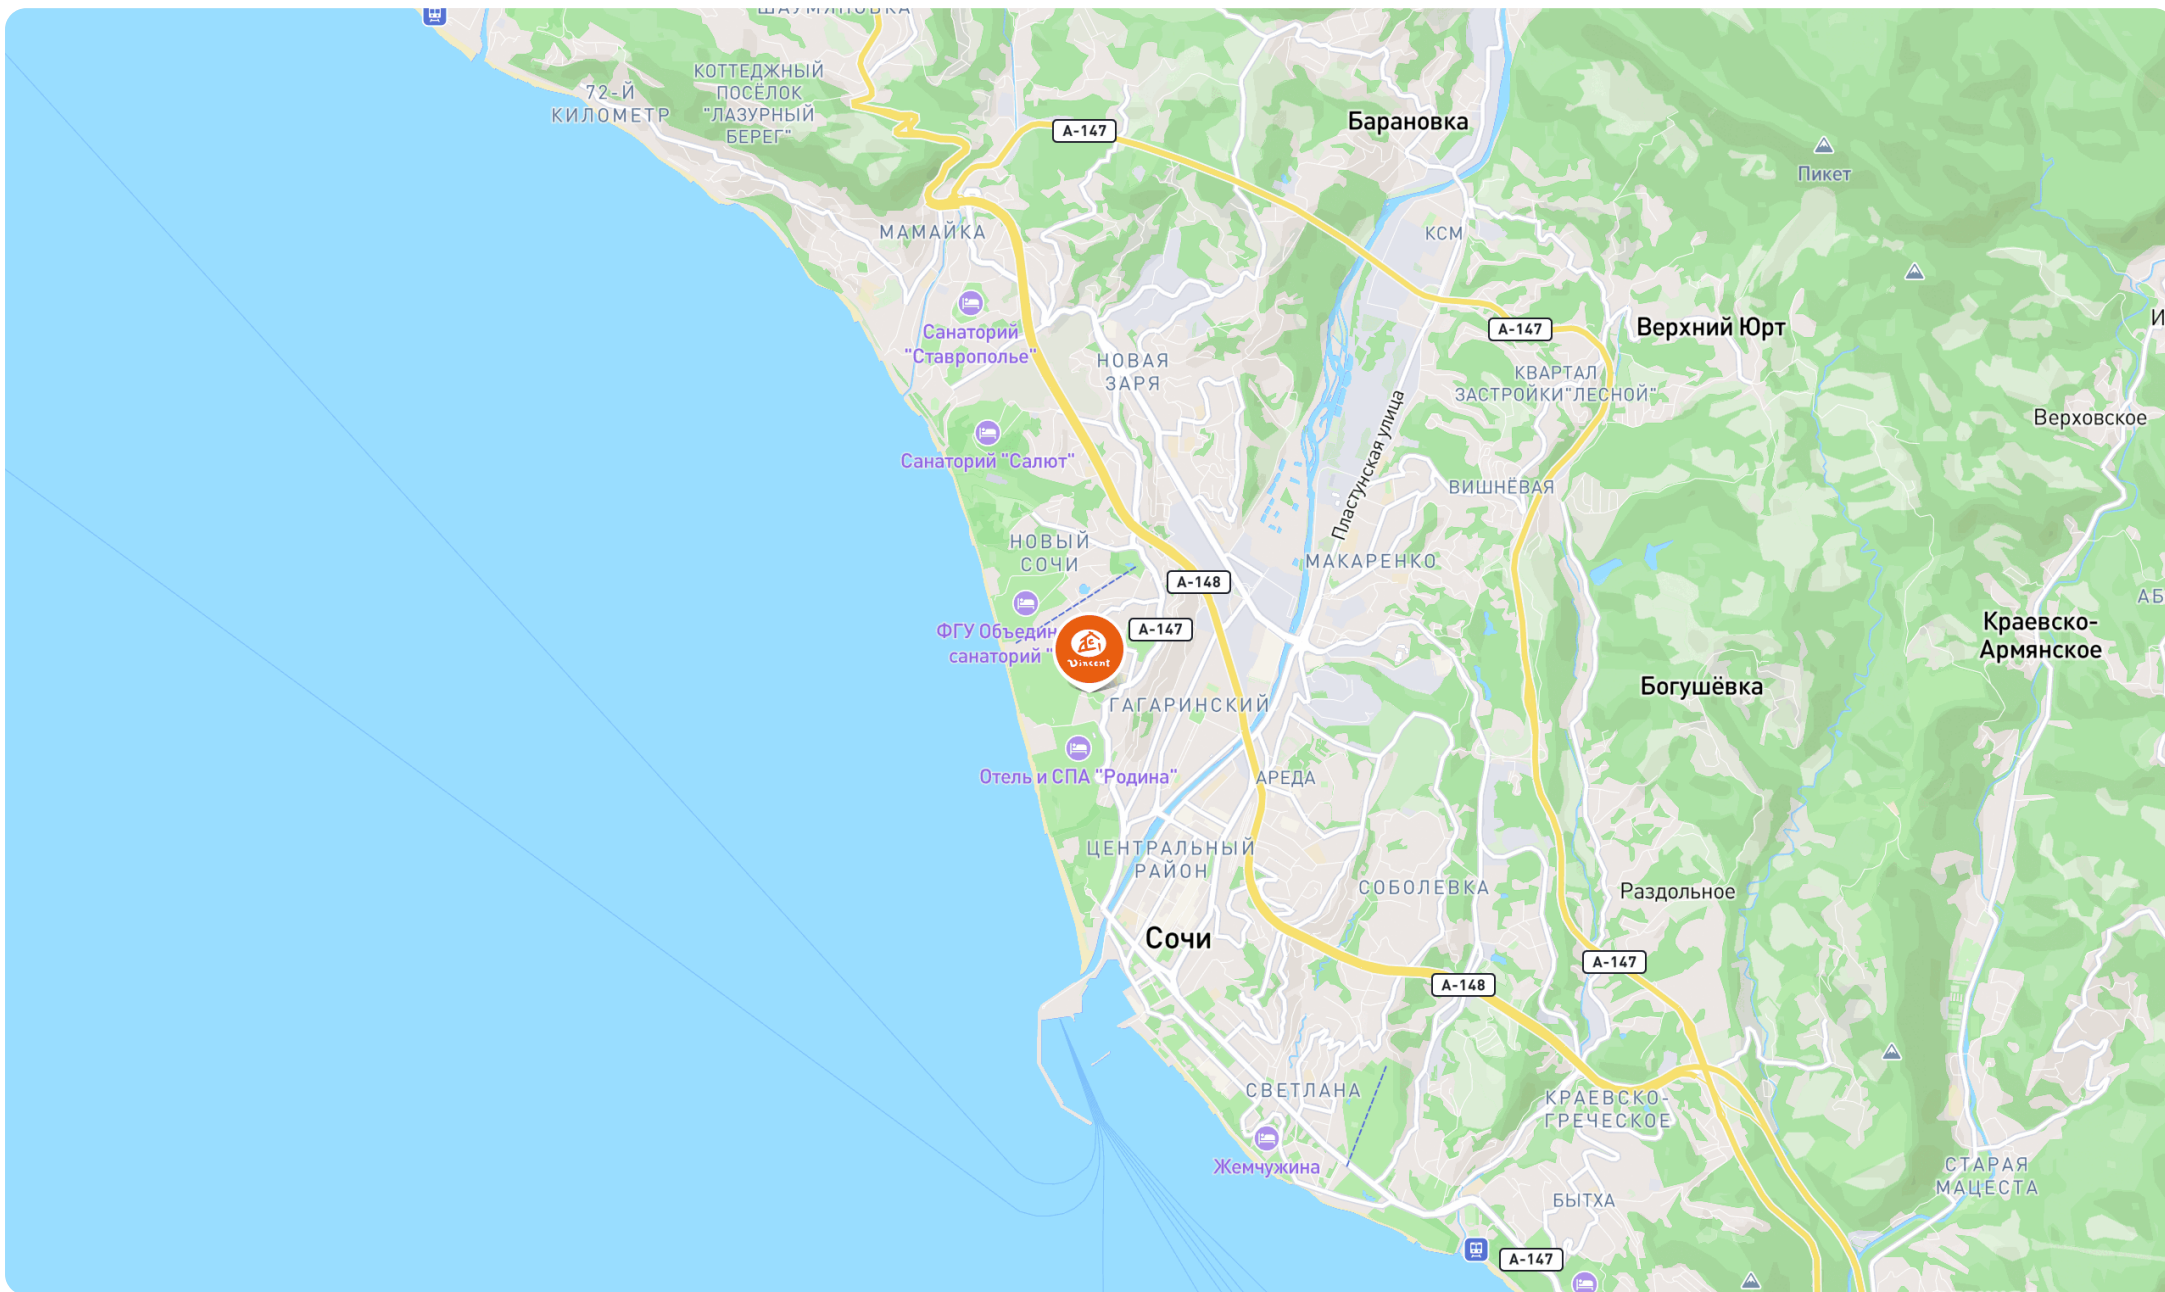 ШАУМЯНОВКА
72-Й
КИЛОМЕТР
КОТТЕДЖНЫЙ
ПОСЁЛОК
"ЛАЗУРНЫЙ
БЕРЕГ"
А-147
Барановка
Пикет
МАМАЙКА
КСМ
Санаторий
"Ставрополье"
НОВАЯ
ЗАРЯ
А-147
Верхний Юрт
КВАРТАЛ
ЗАСТРОЙКИ"ЛЕСНОЙ"
Верховское
Пластунская улица
Санаторий "Салют"
ВИШНЁВАЯ
НОВЫЙ
СОЧИ
МАКАРЕНКО
А-148
АБ
ФГУ Объедин
санаторий "
Vincent
А-147
Краевско-
Армянское
Богушёвка
ГАГАРИНСКИЙ
Отель и СПА "Родина"
АРЕДА
ЦЕНТРАЛЬНЫЙ
РАЙОН
СОБОЛЕВКА
Раздольное
Сочи
А-147
А-148
СВЕТЛАНА
КРАЕВСКО-
ГРЕЧЕСКОЕ
Жемчужина
СТАРАЯ
МАЦЕСТА
БЫТХА
А-147